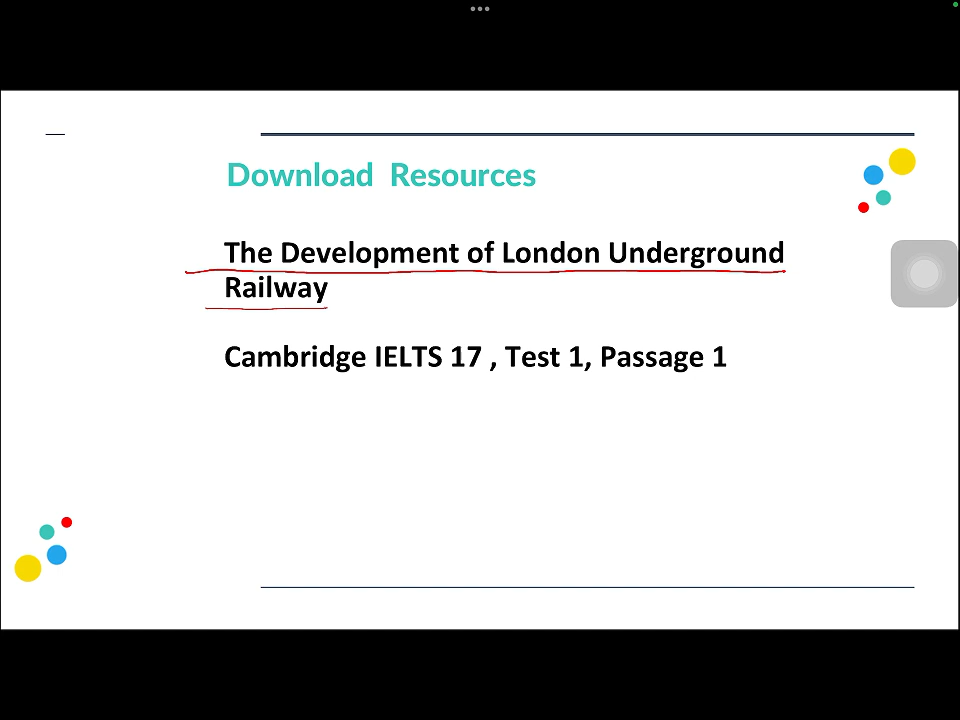 Download Resources
The Development of London Underground
Railway
Cambridge IELTS 17 , Test 1, Passage 1